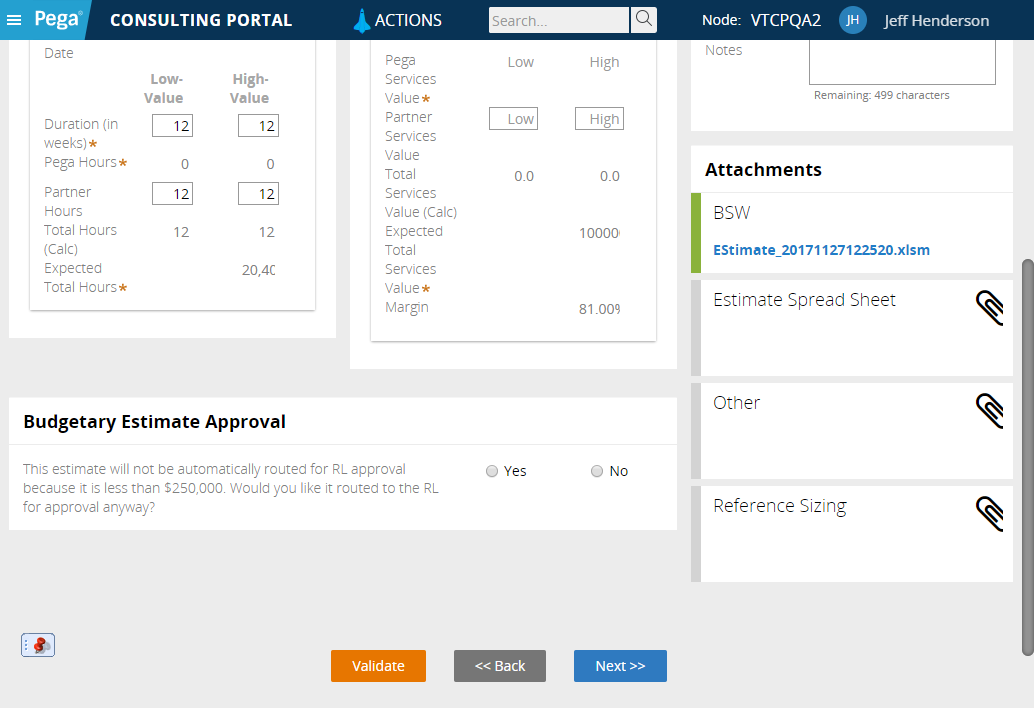 Pega
CONSULTING PORTAL
ACTIONS
Search...
Node: VTCPQA2
JH
Jeff Henderson
Date
Low-
Value
High-
Value
Duration (in
weeks)★
12
12
Pega Hours★
0
0
Partner
Hours
12
12
Total Hours
(Calc)
12
12
Expected
Total Hours★
20,40
Pega
Services
Value★
Low
High
Partner
Services
Value
Low
High
Total
Services
Value (Calc)
0.0
0.0
Expected
Total
Services
Value★
10000
Margin
81.00%
Notes
Remaining: 499 characters
Attachments
BSW
EStimate_20171127122520.xlsm
Estimate Spread Sheet
Other
Reference Sizing
Budgetary Estimate Approval
This estimate will not be automatically routed for RL approval
because it is less than $250,000. Would you like it routed to the RL
for approval anyway?
Yes
No
Validate
<< Back
Next >>